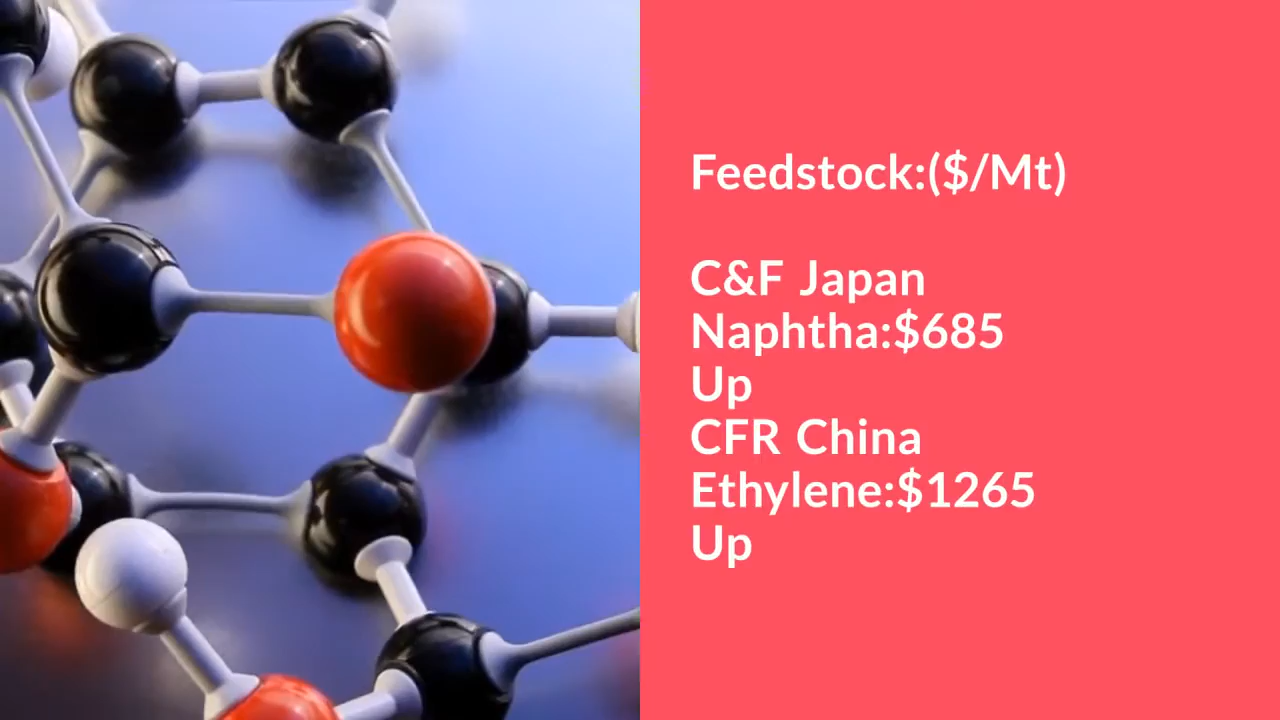 Feedstock:($/Mt)
C&F Japan
Naphtha:$685
Up
CFR China
Ethylene:$1265
Up